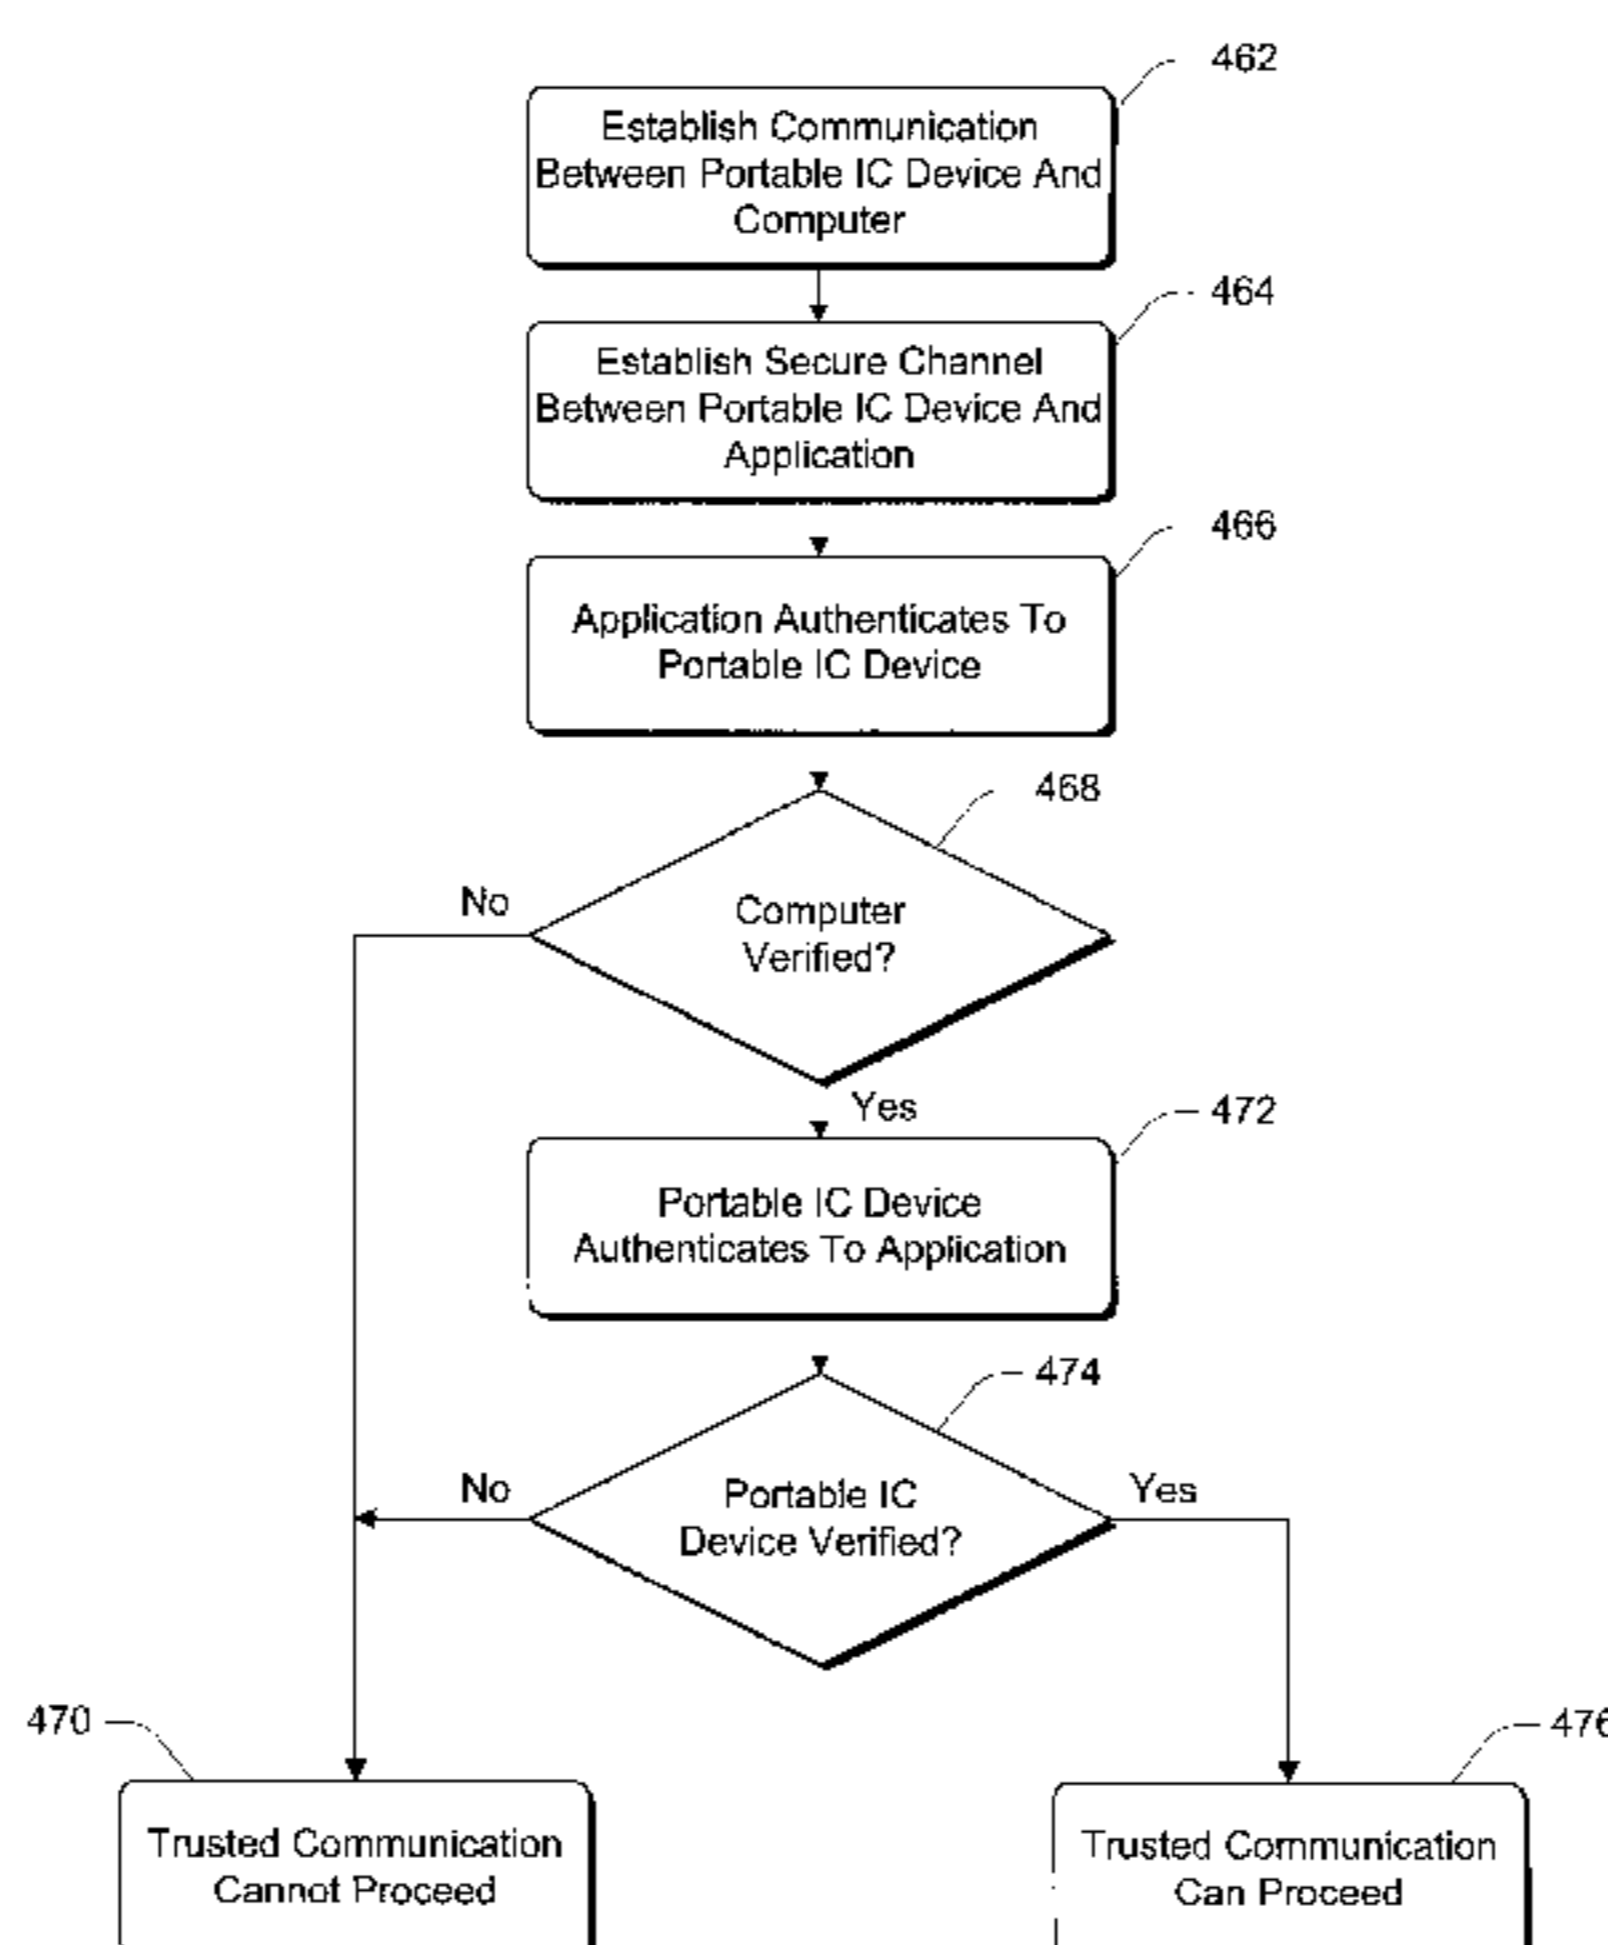 462
Establish Communication
Between Portable IC Device And
Computer
464
Establish Secure Channel
Between Portable IC Device And
Application
466
Application Authenticates To
Portable IC Device
468
No
Computer
Verified?
Yes
472
Portable IC Device
Authenticates To Application
474
No
Portable IC
Device Verified?
Yes
470
476
Trusted Communication
Cannot Proceed
Trusted Communication
Can Proceed